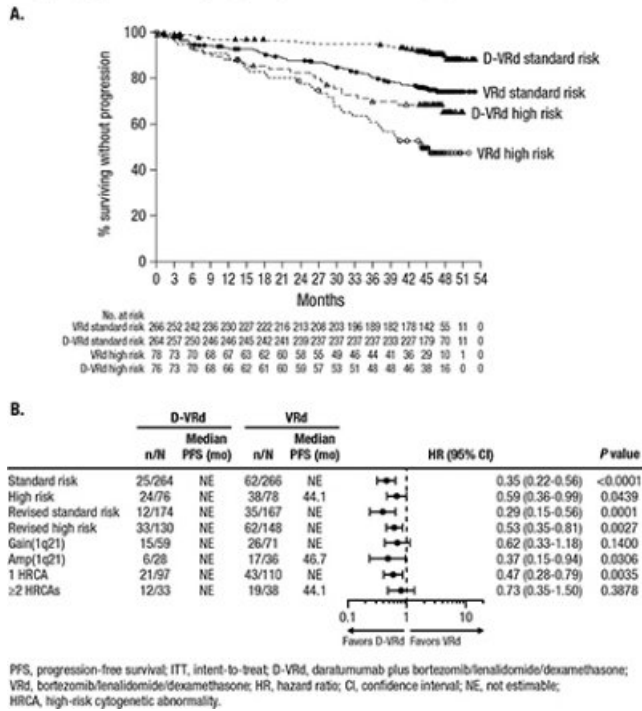 A.
% surviving without progression
100
80
60
40
20
0
D-VRd standard risk
VRd standard risk
D-VRd high risk
VRd high risk
0 3 6 9 12 15 18 21 24 27 30 33 36 39 42 45 48 51 54
Months
No. at risk
VRd standard risk 266 252 242 236 230 227 222 216 213 208 203 196 189 182 178 142 55 11 0
D-VRd standard risk 264 257 250 246 246 245 242 241 239 237 237 237 237 233 227 179 70 11 0
VRd high risk 78 73 70 68 67 63 62 60 58 55 49 46 44 41 36 29 10 1 0
D-VRd high risk 76 73 70 68 66 62 61 60 59 57 53 51 48 48 46 38 16 0 0
B.
D-VRd VRd
n/N Median PFS (mo) n/N Median PFS (mo) HR (95% CI) P value
Standard risk 25/264 NE 62/266 NE 0.35 (0.22-0.56) <0.0001
High risk 24/76 NE 38/78 44.1 0.59 (0.36-0.99) 0.0439
Revised standard risk 12/174 NE 35/167 NE 0.29 (0.15-0.56) 0.0001
Revised high risk 33/130 NE 62/148 NE 0.53 (0.35-0.81) 0.0027
Gain(1q21) 15/59 NE 26/71 NE 0.62 (0.33-1.18) 0.1400
Amp(1q21) 6/28 NE 17/36 46.7 0.37 (0.15-0.94) 0.0306
1 HRCA 21/97 NE 43/110 NE 0.47 (0.28-0.79) 0.0035
≥2 HRCAs 12/33 NE 19/38 44.1 0.73 (0.35-1.50) 0.3878
0.1 1 10
Favors D-VRd Favors VRd
PFS, progression-free survival; ITT, intent-to-treat; D-VRd, daratumumab plus bortezomib/lenalidomide/dexamethasone;
VRd, bortezomib/lenalidomide/dexamethasone; HR, hazard ratio; CI, confidence interval; NE, not estimable;
HRCA, high-risk cytogenetic abnormality.